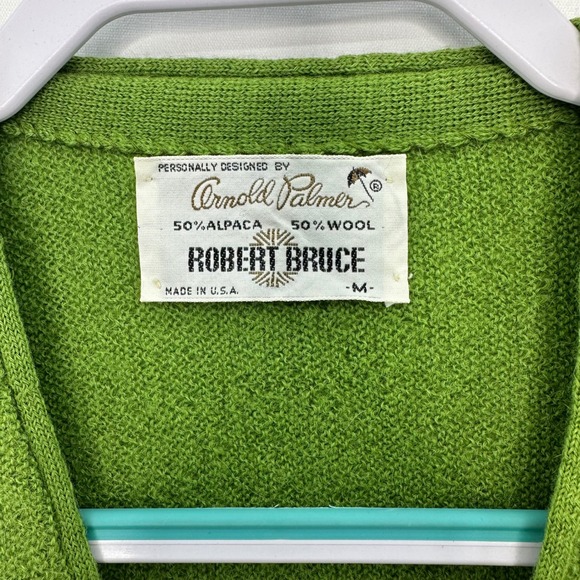 PERSONALLY DESIGNED BY
Arnold Palmer ®
50% ALPACA 50% WOOL
ROBERT BRUCE
MADE IN U.S.A. -M-